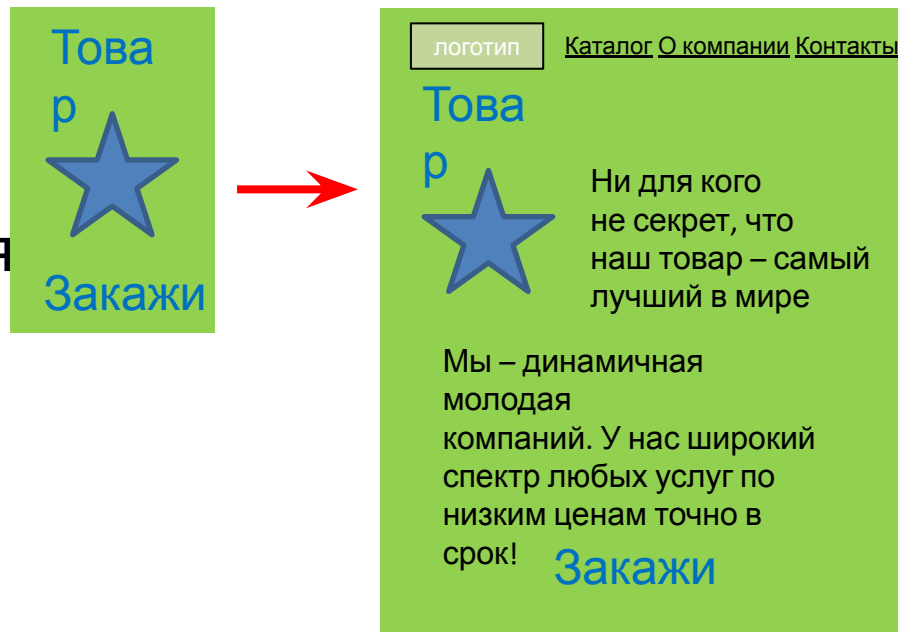 Това
р
я
Закажи
логотип
Каталог О компании Контакты
Това
р
Ни для кого
не секрет, что
наш товар – самый
лучший в мире
Мы – динамичная
молодая
компаний. У нас широкий
спектр любых услуг по
низким ценам точно в
срок!
Закажи